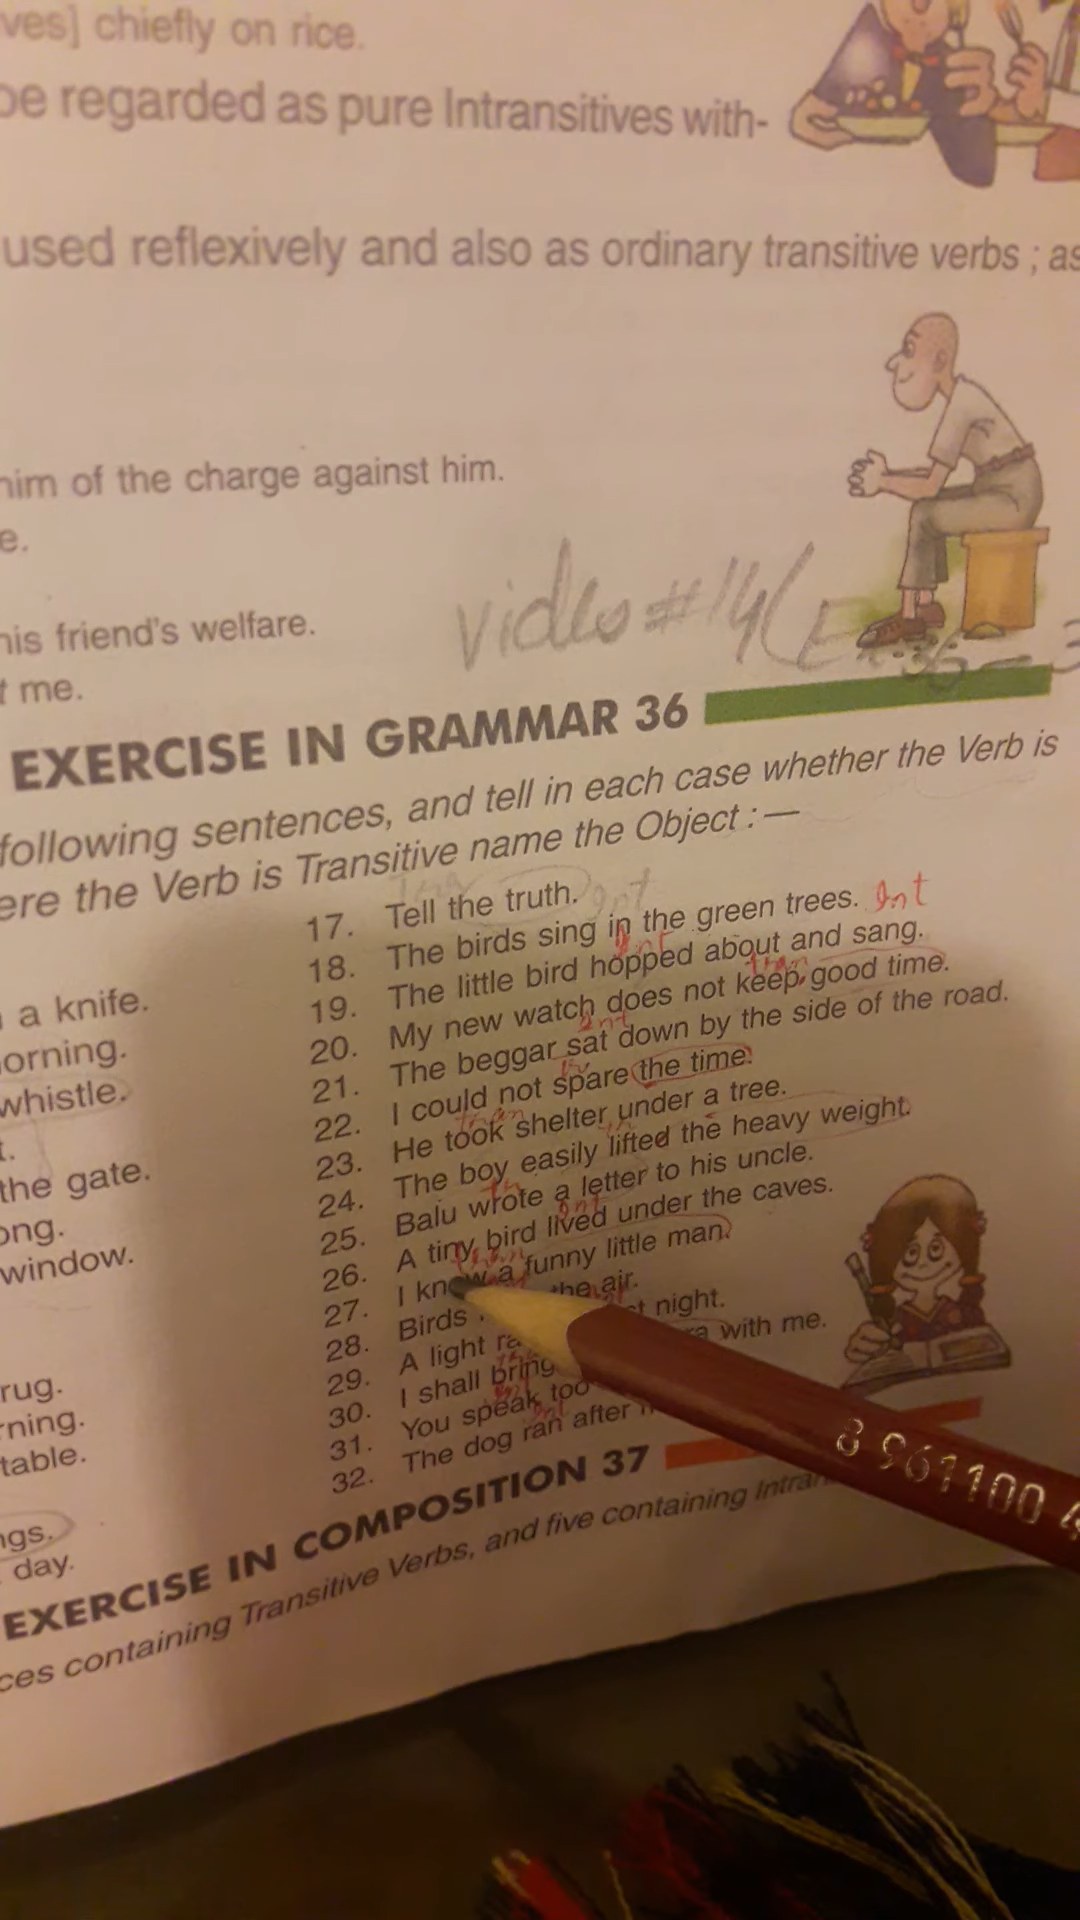 ves] chiefly on rice.
be regarded as pure Intransitives with-
used reflexively and also as ordinary transitive verbs ; as
him of the charge against him.
e.
his friend's welfare.
t me.
Video #14(E
EXERCISE IN GRAMMAR 36
following sentences, and tell in each case whether the Verb is
ere the Verb is Transitive name the Object :—
17. Tell the truth.
18. The birds sing in the green trees. Int
19. The little bird hopped about and sang.
20. My new watch does not keep good time.
21. The beggar sat down by the side of the road.
22. I could not spare the time.
23. He took shelter under a tree.
24. The boy easily lifted the heavy weight.
25. Balu wrote a letter to his uncle.
26. A tiny bird lived under the caves.
27. I know a funny little man.
28. Birds the air.
29. A light ra t night.
30. I shall bring ra with me.
31. You speak too
32. The dog ran after
a knife.
orning.
whistle.
t.
the gate.
ong.
window.
rug.
rning.
table.
ngs.
day.
EXERCISE IN COMPOSITION 37
ces containing Transitive Verbs, and five containing Intran
8 961100 4